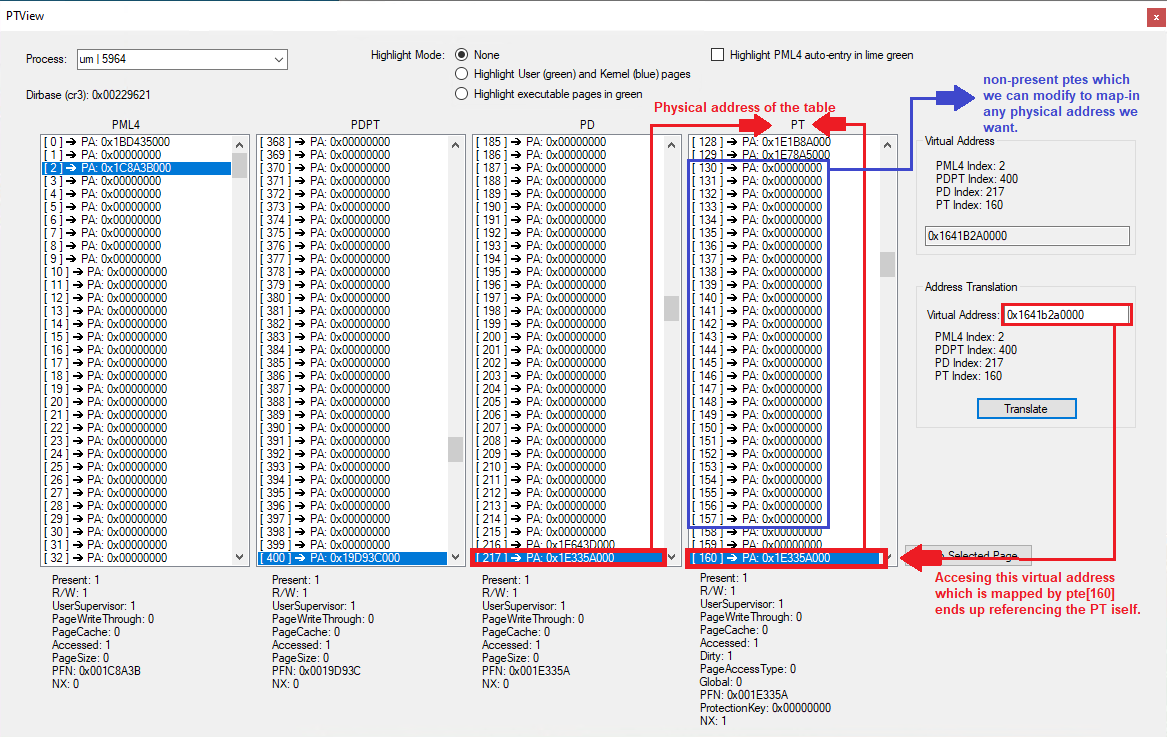 PTView
x
Process:
um | 5964
Highlight Mode:
None
Highlight User (green) and Kernel (blue) pages
Highlight executable pages in green
Highlight PML4 auto-entry in lime green
Dirbase (cr3): 0x00229621
Physical address of the table
non-present ptes which
we can modify to map-in
any physical address we
want.
PML4
[ 0 ] ➔ PA: 0x1BD435000
[ 1 ] ➔ PA: 0x00000000
[ 2 ] ➔ PA: 0x1C8A3B000
[ 3 ] ➔ PA: 0x00000000
[ 4 ] ➔ PA: 0x00000000
[ 5 ] ➔ PA: 0x00000000
[ 6 ] ➔ PA: 0x00000000
[ 7 ] ➔ PA: 0x00000000
[ 8 ] ➔ PA: 0x00000000
[ 9 ] ➔ PA: 0x00000000
[ 10 ] ➔ PA: 0x00000000
[ 11 ] ➔ PA: 0x00000000
[ 12 ] ➔ PA: 0x00000000
[ 13 ] ➔ PA: 0x00000000
[ 14 ] ➔ PA: 0x00000000
[ 15 ] ➔ PA: 0x00000000
[ 16 ] ➔ PA: 0x00000000
[ 17 ] ➔ PA: 0x00000000
[ 18 ] ➔ PA: 0x00000000
[ 19 ] ➔ PA: 0x00000000
[ 20 ] ➔ PA: 0x00000000
[ 21 ] ➔ PA: 0x00000000
[ 22 ] ➔ PA: 0x00000000
[ 23 ] ➔ PA: 0x00000000
[ 24 ] ➔ PA: 0x00000000
[ 25 ] ➔ PA: 0x00000000
[ 26 ] ➔ PA: 0x00000000
[ 27 ] ➔ PA: 0x00000000
[ 28 ] ➔ PA: 0x00000000
[ 29 ] ➔ PA: 0x00000000
[ 30 ] ➔ PA: 0x00000000
[ 31 ] ➔ PA: 0x00000000
[ 32 ] ➔ PA: 0x00000000
Present: 1
R/W: 1
UserSupervisor: 1
PageWriteThrough: 0
PageCache: 0
Accessed: 1
PageSize: 0
PFN: 0x001C8A3B
NX: 0
PDPT
[ 368 ] ➔ PA: 0x00000000
[ 369 ] ➔ PA: 0x00000000
[ 370 ] ➔ PA: 0x00000000
[ 371 ] ➔ PA: 0x00000000
[ 372 ] ➔ PA: 0x00000000
[ 373 ] ➔ PA: 0x00000000
[ 374 ] ➔ PA: 0x00000000
[ 375 ] ➔ PA: 0x00000000
[ 376 ] ➔ PA: 0x00000000
[ 377 ] ➔ PA: 0x00000000
[ 378 ] ➔ PA: 0x00000000
[ 379 ] ➔ PA: 0x00000000
[ 380 ] ➔ PA: 0x00000000
[ 381 ] ➔ PA: 0x00000000
[ 382 ] ➔ PA: 0x00000000
[ 383 ] ➔ PA: 0x00000000
[ 384 ] ➔ PA: 0x00000000
[ 385 ] ➔ PA: 0x00000000
[ 386 ] ➔ PA: 0x00000000
[ 387 ] ➔ PA: 0x00000000
[ 388 ] ➔ PA: 0x00000000
[ 389 ] ➔ PA: 0x00000000
[ 390 ] ➔ PA: 0x00000000
[ 391 ] ➔ PA: 0x00000000
[ 392 ] ➔ PA: 0x00000000
[ 393 ] ➔ PA: 0x00000000
[ 394 ] ➔ PA: 0x00000000
[ 395 ] ➔ PA: 0x00000000
[ 396 ] ➔ PA: 0x00000000
[ 397 ] ➔ PA: 0x00000000
[ 398 ] ➔ PA: 0x00000000
[ 399 ] ➔ PA: 0x00000000
[ 400 ] ➔ PA: 0x19D93C000
Present: 1
R/W: 1
UserSupervisor: 1
PageWriteThrough: 0
PageCache: 0
Accessed: 1
PageSize: 0
PFN: 0x0019D93C
NX: 0
PD
[ 185 ] ➔ PA: 0x00000000
[ 186 ] ➔ PA: 0x00000000
[ 187 ] ➔ PA: 0x00000000
[ 188 ] ➔ PA: 0x00000000
[ 189 ] ➔ PA: 0x00000000
[ 190 ] ➔ PA: 0x00000000
[ 191 ] ➔ PA: 0x00000000
[ 192 ] ➔ PA: 0x00000000
[ 193 ] ➔ PA: 0x00000000
[ 194 ] ➔ PA: 0x00000000
[ 195 ] ➔ PA: 0x00000000
[ 196 ] ➔ PA: 0x00000000
[ 197 ] ➔ PA: 0x00000000
[ 198 ] ➔ PA: 0x00000000
[ 199 ] ➔ PA: 0x00000000
[ 200 ] ➔ PA: 0x00000000
[ 201 ] ➔ PA: 0x00000000
[ 202 ] ➔ PA: 0x00000000
[ 203 ] ➔ PA: 0x00000000
[ 204 ] ➔ PA: 0x00000000
[ 205 ] ➔ PA: 0x00000000
[ 206 ] ➔ PA: 0x00000000
[ 207 ] ➔ PA: 0x00000000
[ 208 ] ➔ PA: 0x00000000
[ 209 ] ➔ PA: 0x00000000
[ 210 ] ➔ PA: 0x00000000
[ 211 ] ➔ PA: 0x00000000
[ 212 ] ➔ PA: 0x00000000
[ 213 ] ➔ PA: 0x00000000
[ 214 ] ➔ PA: 0x00000000
[ 215 ] ➔ PA: 0x00000000
[ 216 ] ➔ PA: 0x1E643D000
[ 217 ] ➔ PA: 0x1E335A000
Present: 1
R/W: 1
UserSupervisor: 1
PageWriteThrough: 0
PageCache: 0
Accessed: 1
PageSize: 0
PFN: 0x001E335A
NX: 0
PT
[ 128 ] ➔ PA: 0x1E1B8A000
[ 129 ] ➔ PA: 0x1E78A5000
[ 130 ] ➔ PA: 0x00000000
[ 131 ] ➔ PA: 0x00000000
[ 132 ] ➔ PA: 0x00000000
[ 133 ] ➔ PA: 0x00000000
[ 134 ] ➔ PA: 0x00000000
[ 135 ] ➔ PA: 0x00000000
[ 136 ] ➔ PA: 0x00000000
[ 137 ] ➔ PA: 0x00000000
[ 138 ] ➔ PA: 0x00000000
[ 139 ] ➔ PA: 0x00000000
[ 140 ] ➔ PA: 0x00000000
[ 141 ] ➔ PA: 0x00000000
[ 142 ] ➔ PA: 0x00000000
[ 143 ] ➔ PA: 0x00000000
[ 144 ] ➔ PA: 0x00000000
[ 145 ] ➔ PA: 0x00000000
[ 146 ] ➔ PA: 0x00000000
[ 147 ] ➔ PA: 0x00000000
[ 148 ] ➔ PA: 0x00000000
[ 149 ] ➔ PA: 0x00000000
[ 150 ] ➔ PA: 0x00000000
[ 151 ] ➔ PA: 0x00000000
[ 152 ] ➔ PA: 0x00000000
[ 153 ] ➔ PA: 0x00000000
[ 154 ] ➔ PA: 0x00000000
[ 155 ] ➔ PA: 0x00000000
[ 156 ] ➔ PA: 0x00000000
[ 157 ] ➔ PA: 0x00000000
[ 158 ] ➔ PA: 0x00000000
[ 159 ] ➔ PA: 0x00000000
[ 160 ] ➔ PA: 0x1E335A000
Present: 1
R/W: 1
UserSupervisor: 1
PageWriteThrough: 0
PageCache: 0
Accessed: 1
Dirty: 1
PageAccessType: 0
Global: 0
PFN: 0x001E335A
ProtectionKey: 0x00000000
NX: 1
Virtual Address
PML4 Index: 2
PDPT Index: 400
PD Index: 217
PT Index: 160
0x1641B2A0000
Address Translation
Virtual Address:
0x1641b2a0000
PML4 Index: 2
PDPT Index: 400
PD Index: 217
PT Index: 160
Translate
Selected Page
Accesing this virtual address
which is mapped by pte[160]
ends up referencing the PT iself.